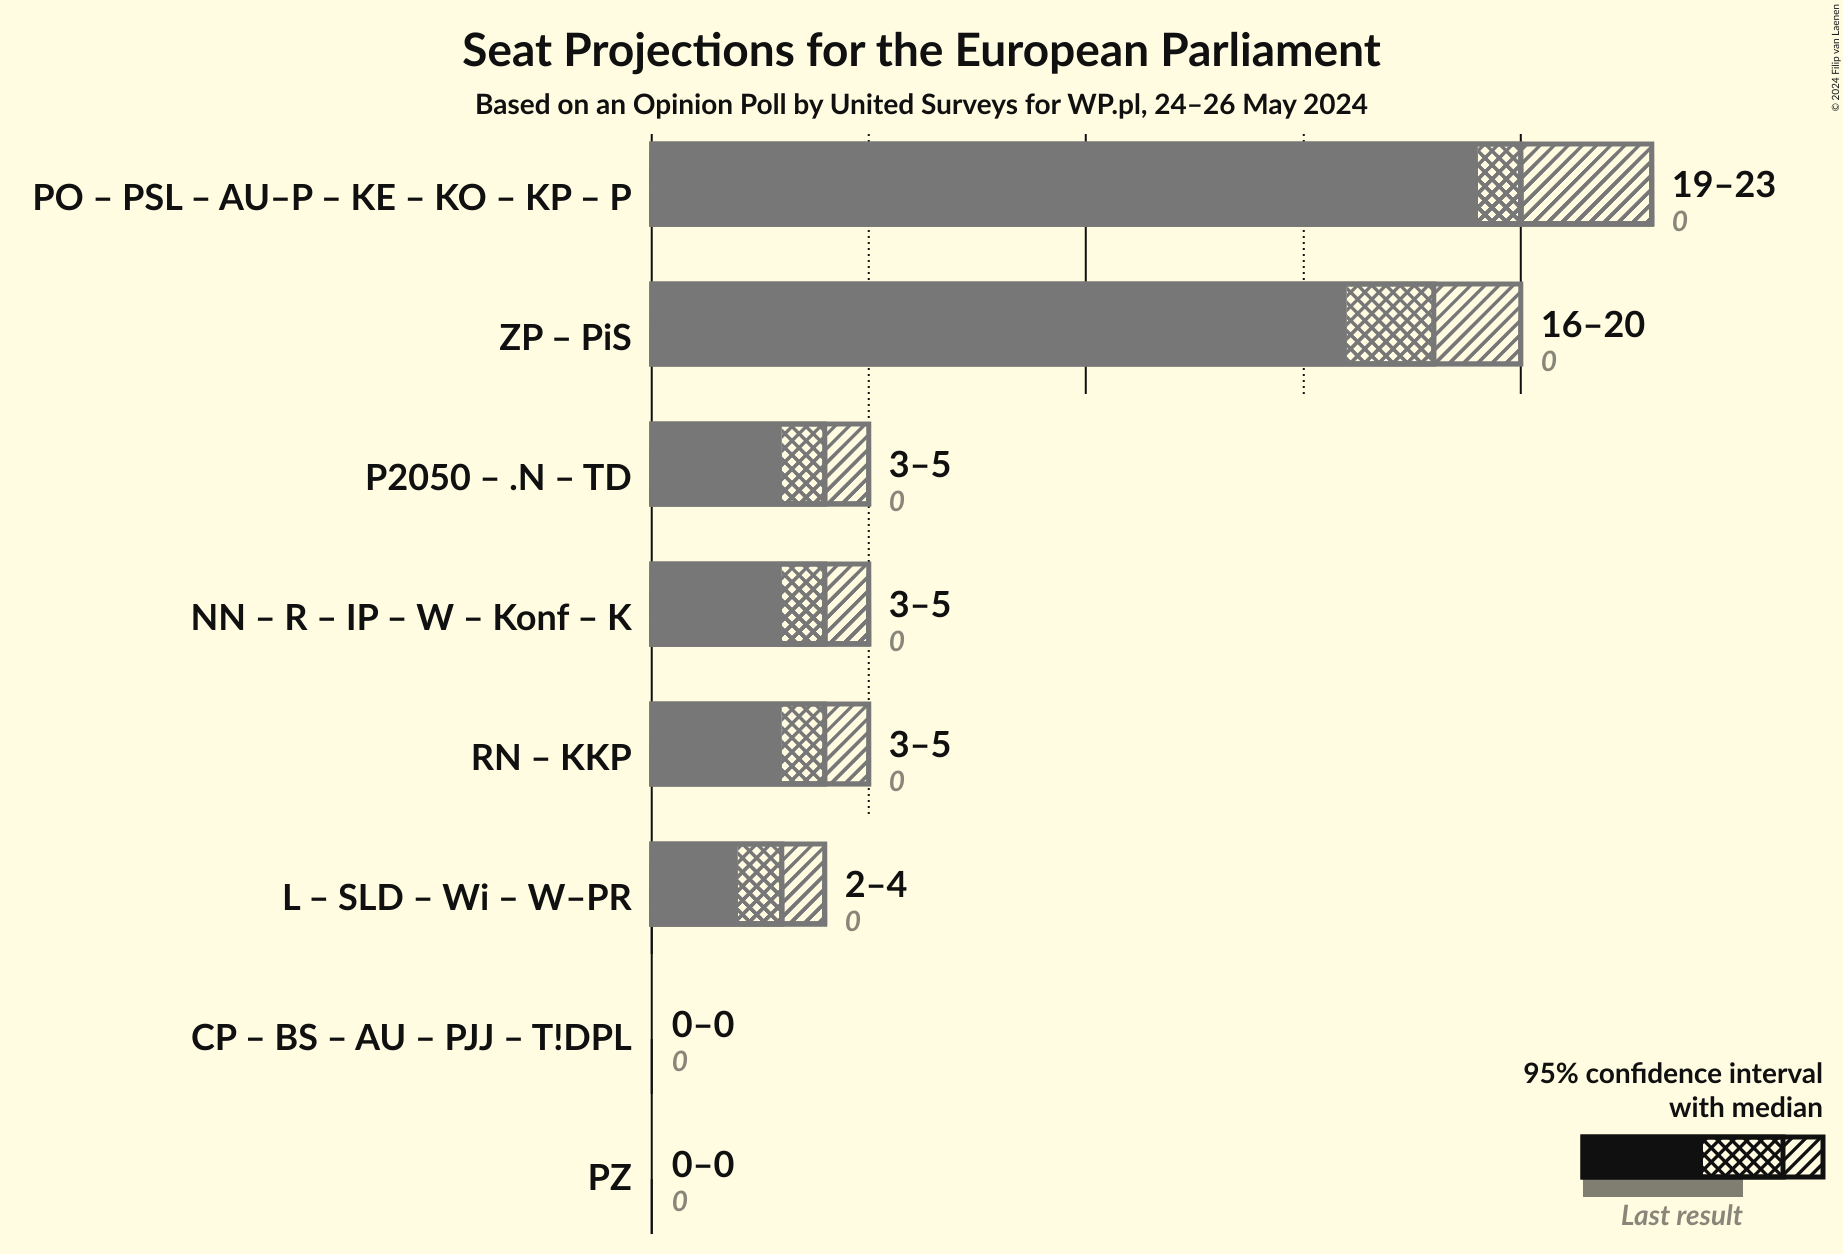 Seat Projections for the European Parliament
Based on an Opinion Poll by United Surveys for WP.pl, 24–26 May 2024
© 2024 Filip van Laenen
PO – PSL – AU–P – KE – KO – KP – P
19–23
0
ZP – PiS
16–20
0
P2050 – .N – TD
3–5
0
NN – R – IP – W – Konf – K
3–5
0
RN – KKP
3–5
0
L – SLD – Wi – W–PR
2–4
0
CP – BS – AU – PJJ – T!DPL
0–0
0
PZ
0–0
0
95% confidence interval
with median
Last result